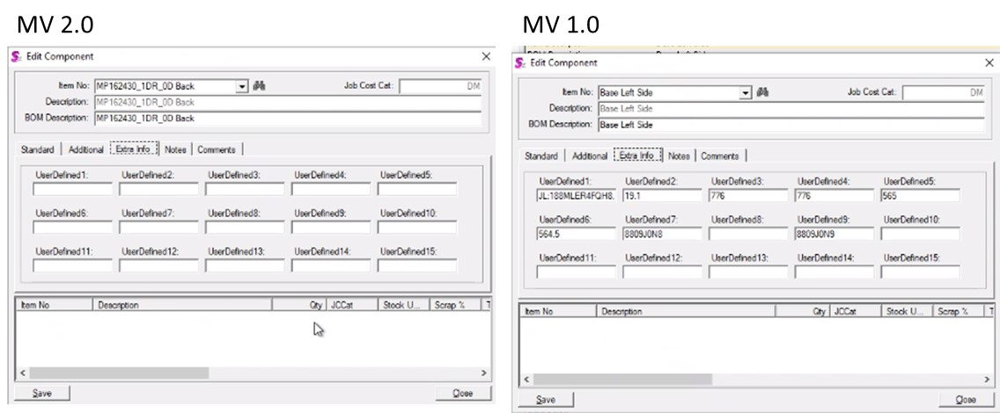 MV 2.0
Edit Component
Item No: MP162430_1DR_0D Back Job Cost Cat: DM
Description: MP162430_1DR_0D Back
BOM Description: MP162430_1DR_0D Back
Standard Additional Extra Info Notes Comments
UserDefined1: UserDefined2: UserDefined3: UserDefined4: UserDefined5:
UserDefined6: UserDefined7: UserDefined8: UserDefined9: UserDefined10:
UserDefined11: UserDefined12: UserDefined13: UserDefined14: UserDefined15:
Item No Description Qty JCCat Stock U... Scrap % T
Save Close
MV 1.0
Edit Component
Item No: Base Left Side Job Cost Cat: DM
Description: Base Left Side
BOM Description: Base Left Side
Standard Additional Extra Info Notes Comments
UserDefined1: UserDefined2: UserDefined3: UserDefined4: UserDefined5:
JL:188MLER4FQH8, 19.1 776 776 565
UserDefined6: UserDefined7: UserDefined8: UserDefined9: UserDefined10:
564.5 8809J0N8 8809J0N9
UserDefined11: UserDefined12: UserDefined13: UserDefined14: UserDefined15:
Item No Description Qty JCCat Stock U... Scrap % T
Save Close